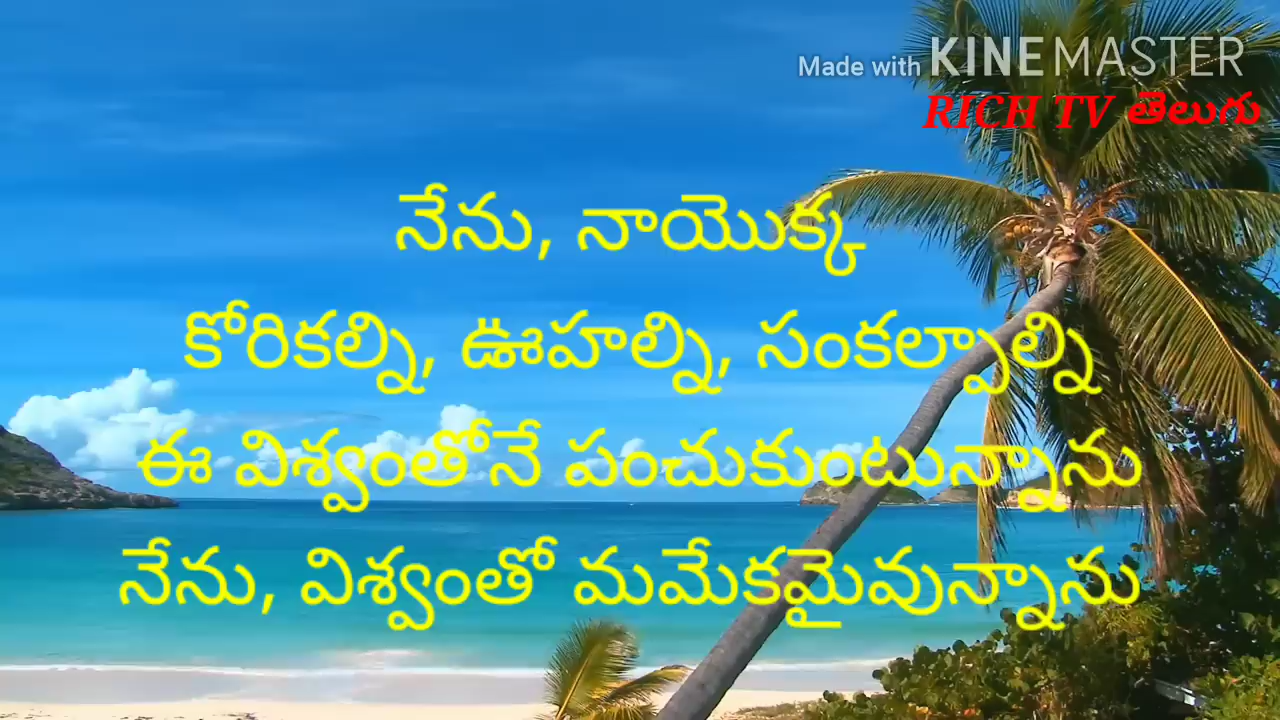 Made with KINEMASTER
RICH TV తెలుగు
నేను, నాయొక్క
కోరికల్ని, ఊహల్ని, సంకల్పాల్ని
ఈ విశ్వంతోనే పంచుకుంటున్నాను
నేను, విశ్వంతో మమేకమైవున్నాను